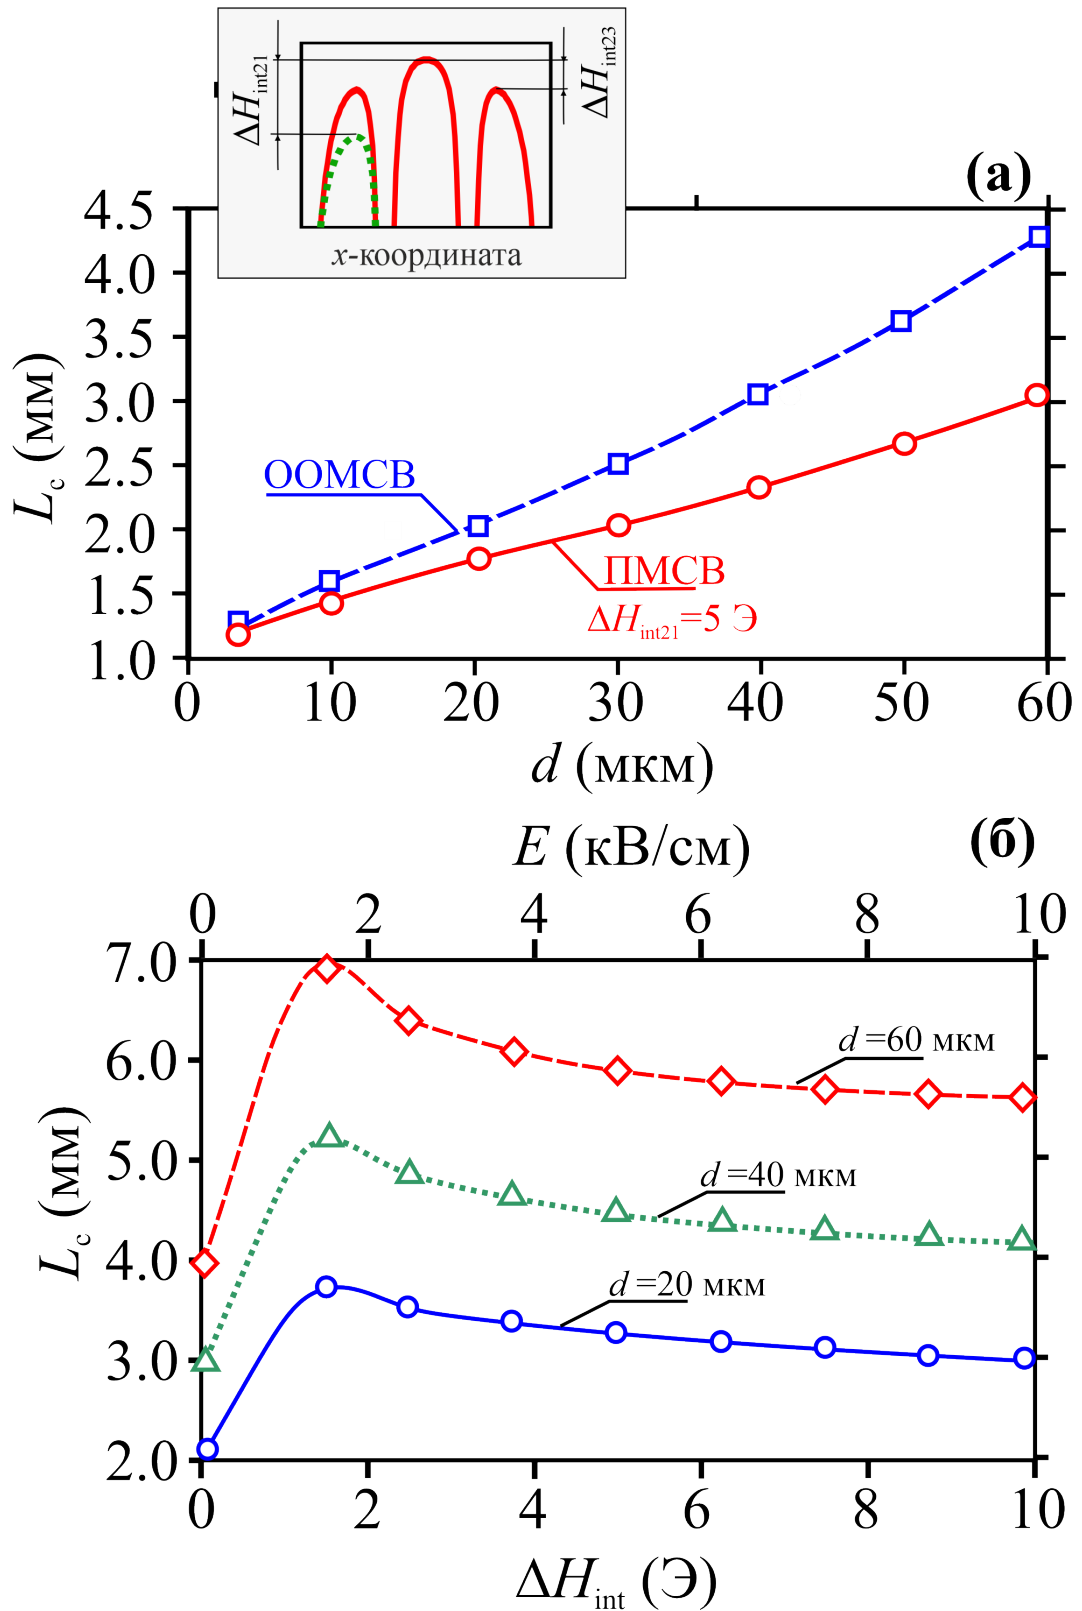 ΔH_int21
ΔH_int23
x-координата
(а)
4.5
4.0
3.5
3.0
2.5
2.0
1.5
1.0
L_c (мм)
ООМСВ
ПМСВ
ΔH_int21=5 Э
0 10 20 30 40 50 60
d (мкм)
E (кВ/см)
(б)
0 2 4 6 8 10
7.0
6.0
5.0
4.0
3.0
2.0
L_c (мм)
d =60 мкм
d =40 мкм
d =20 мкм
0 2 4 6 8 10
ΔH_int (Э)